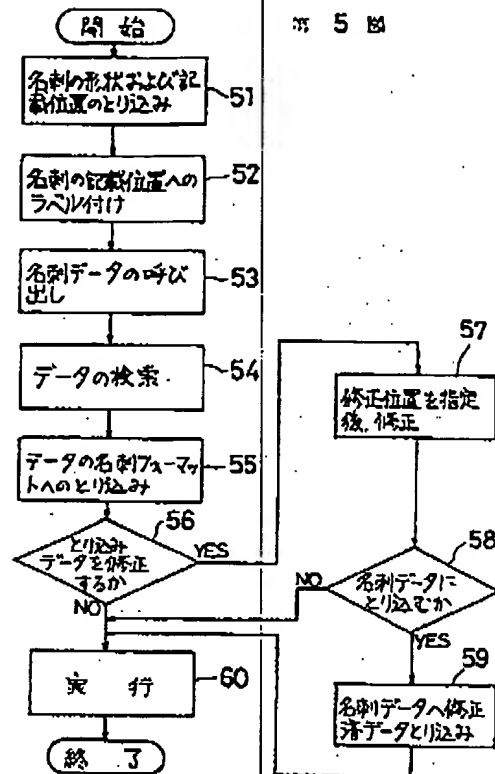 第 5 図
開 始
名刺の形状および記
載位置のとり込み
51
名刺の記載位置への
ラベル付け
52
名刺データの呼び
出し
53
データの検索
54
データの名刺フォーマッ
トへのとり込み
55
とり込み
データを修正
するか
56
YES
NO
修正位置を指定
後、修正
57
名刺データに
とり込むか
58
NO
YES
名刺データへ修正
済データとり込み
59
実 行
60
終 了